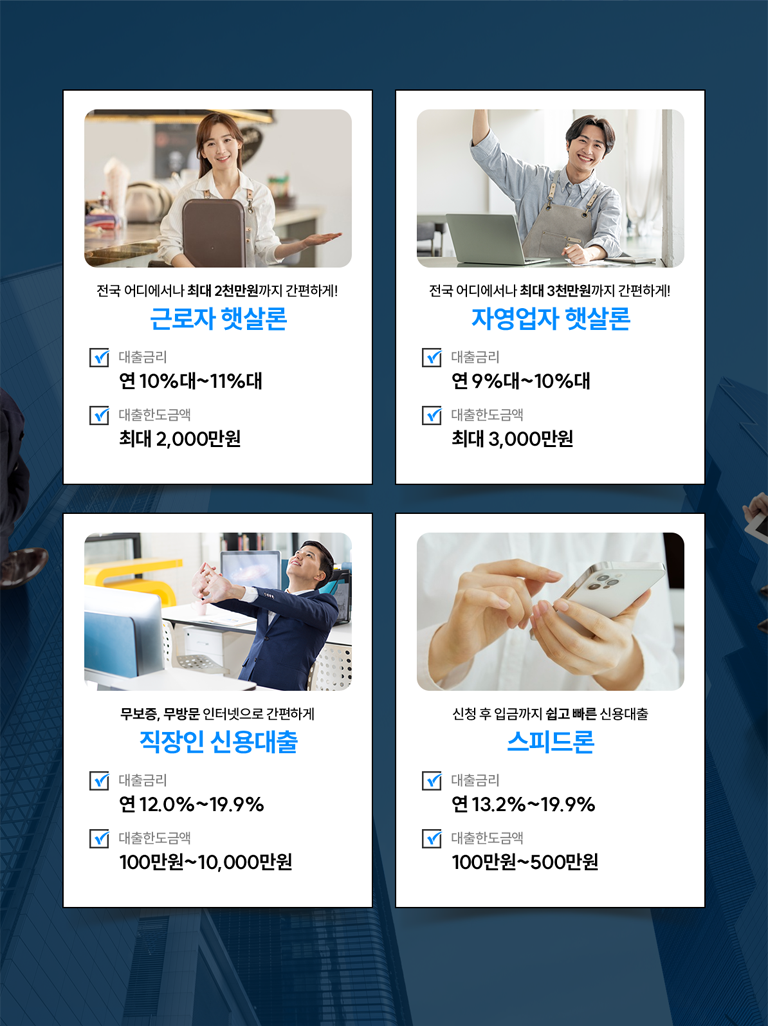 전국 어디에서나 최대 2천만원까지 간편하게!
근로자 햇살론
대출금리
연 10%대~11%대
대출한도금액
최대 2,000만원
전국 어디에서나 최대 3천만원까지 간편하게!
자영업자 햇살론
대출금리
연 9%대~10%대
대출한도금액
최대 3,000만원
무보증, 무방문 인터넷으로 간편하게
직장인 신용대출
대출금리
연 12.0%~19.9%
대출한도금액
100만원~10,000만원
신청 후 입금까지 쉽고 빠른 신용대출
스피드론
대출금리
연 13.2%~19.9%
대출한도금액
100만원~500만원